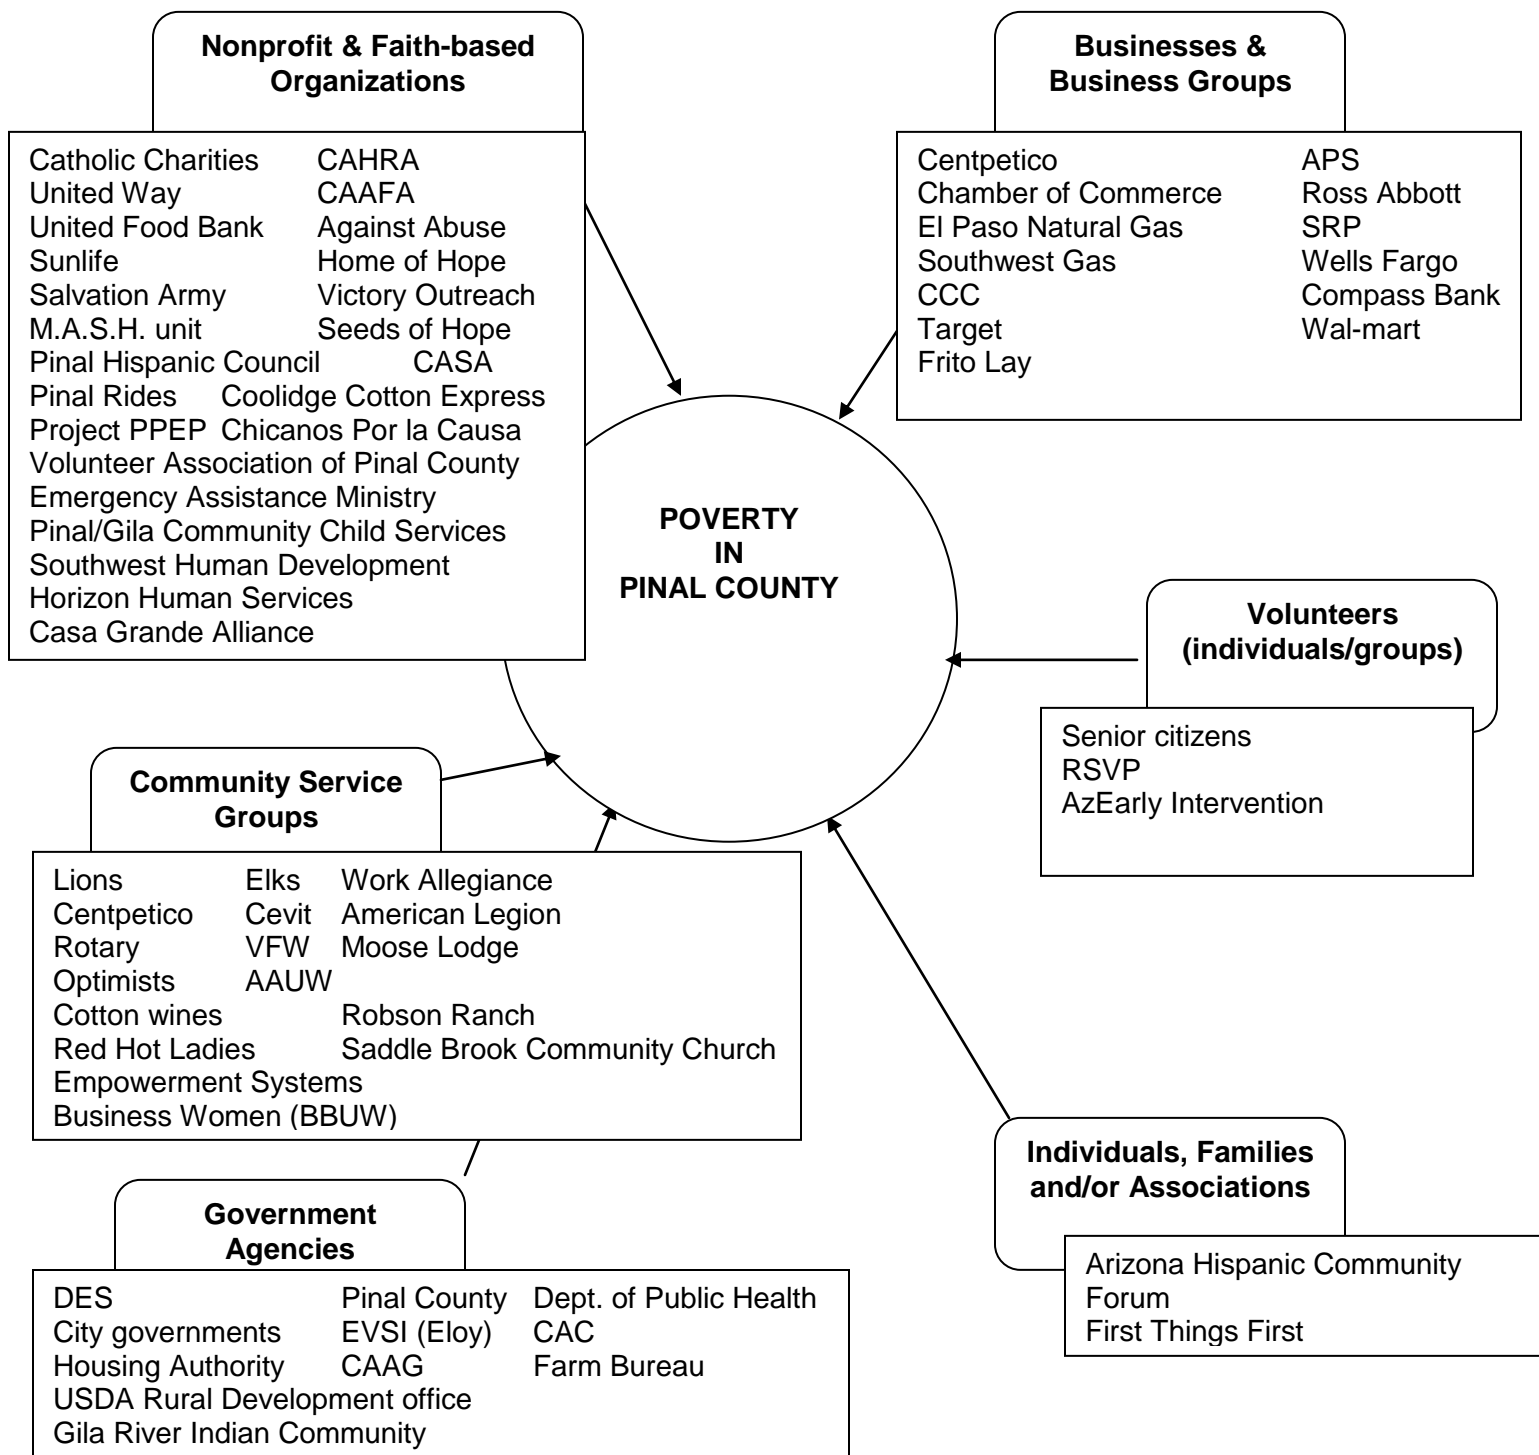 Nonprofit & Faith-based
Organizations
Catholic Charities CAHRA
United Way CAAFA
United Food Bank Against Abuse
Sunlife Home of Hope
Salvation Army Victory Outreach
M.A.S.H. unit Seeds of Hope
Pinal Hispanic Council CASA
Pinal Rides Coolidge Cotton Express
Project PPEP Chicanos Por la Causa
Volunteer Association of Pinal County
Emergency Assistance Ministry
Pinal/Gila Community Child Services
Southwest Human Development
Horizon Human Services
Casa Grande Alliance
Businesses &
Business Groups
Centpetico APS
Chamber of Commerce Ross Abbott
El Paso Natural Gas SRP
Southwest Gas Wells Fargo
CCC Compass Bank
Target Wal-mart
Frito Lay
POVERTY
IN
PINAL COUNTY
Volunteers
(individuals/groups)
Senior citizens
RSVP
AzEarly Intervention
Community Service
Groups
Lions Elks Work Allegiance
Centpetico Cevit American Legion
Rotary VFW Moose Lodge
Optimists AAUW
Cotton wines Robson Ranch
Red Hot Ladies Saddle Brook Community Church
Empowerment Systems
Business Women (BBUW)
Individuals, Families
and/or Associations
Arizona Hispanic Community
Forum
First Things First
Government
Agencies
DES Pinal County Dept. of Public Health
City governments EVSI (Eloy) CAC
Housing Authority CAAG Farm Bureau
USDA Rural Development office
Gila River Indian Community